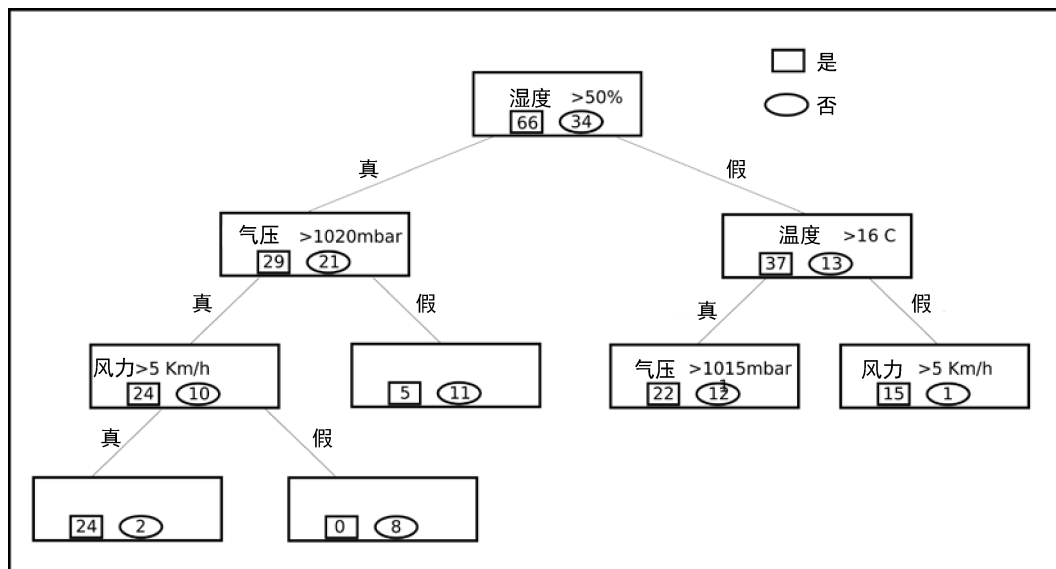 是
否
湿度 >50%
66 34
真
假
气压 >1020mbar
29 21
温度 >16 C
37 13
真
假
真
假
风力>5 Km/h
24 10
5 11
气压 >1015mbar
22 12
1
风力 >5 Km/h
15 1
真
假
24 2
0 8